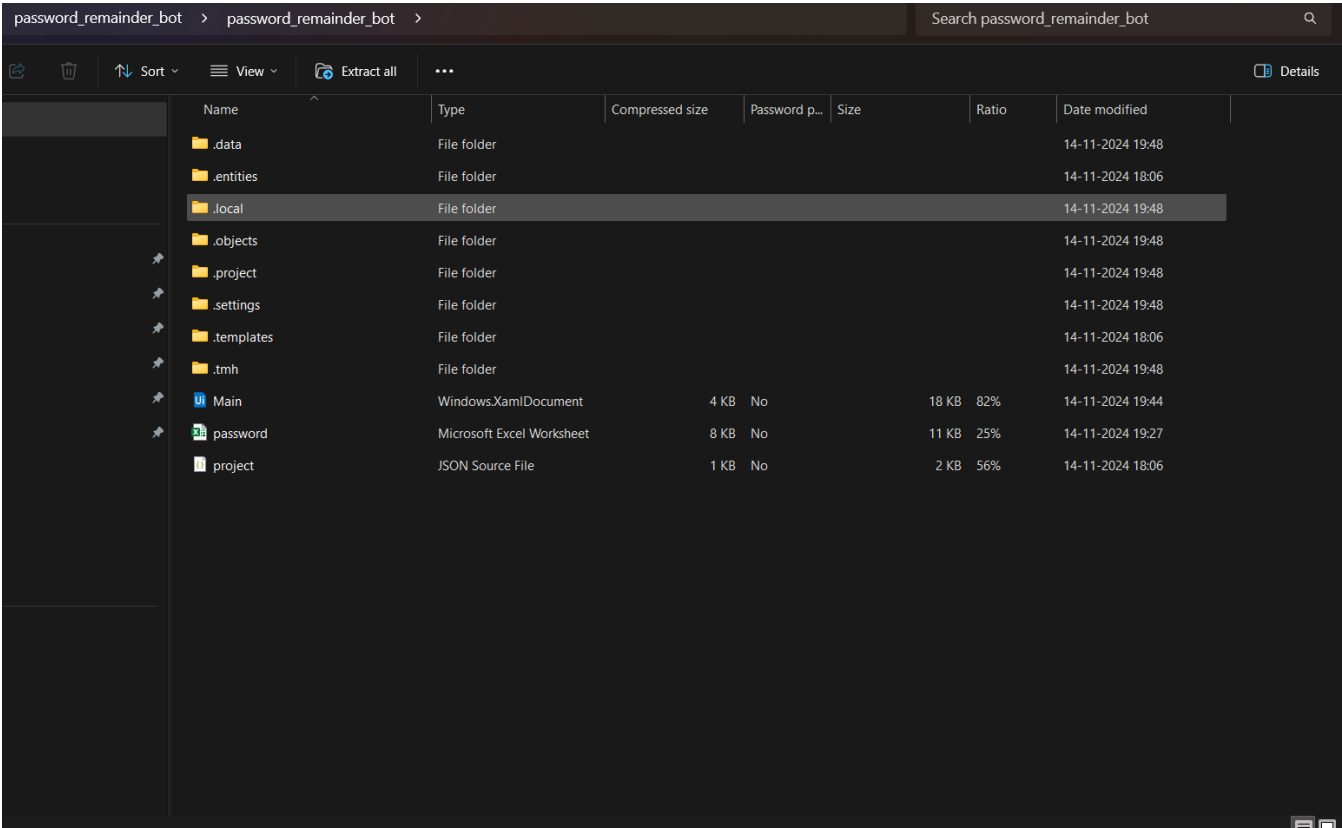 password_remainder_bot > password_remainder_bot > Search password_remainder_bot
Sort View Extract all ... Details
Name Type Compressed size Password p... Size Ratio Date modified
.data File folder 14-11-2024 19:48
.entities File folder 14-11-2024 18:06
.local File folder 14-11-2024 19:48
.objects File folder 14-11-2024 19:48
.project File folder 14-11-2024 19:48
.settings File folder 14-11-2024 19:48
.templates File folder 14-11-2024 18:06
.tmh File folder 14-11-2024 19:48
Ui Main Windows.XamlDocument 4 KB No 18 KB 82% 14-11-2024 19:44
password Microsoft Excel Worksheet 8 KB No 11 KB 25% 14-11-2024 19:27
project JSON Source File 1 KB No 2 KB 56% 14-11-2024 18:06